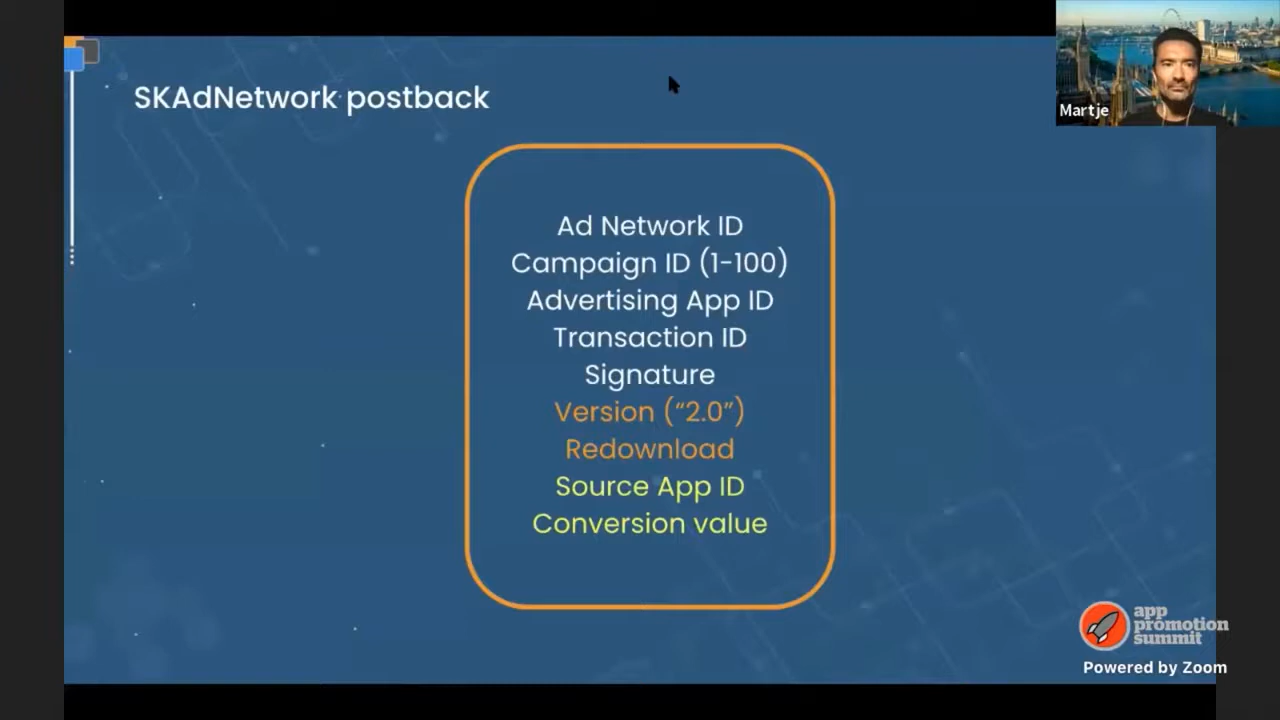 SKAdNetwork postback
Martje
Ad Network ID
Campaign ID (1-100)
Advertising App ID
Transaction ID
Signature
Version (“2.0”)
Redownload
Source App ID
Conversion value
app
promotion
summit
Powered by Zoom